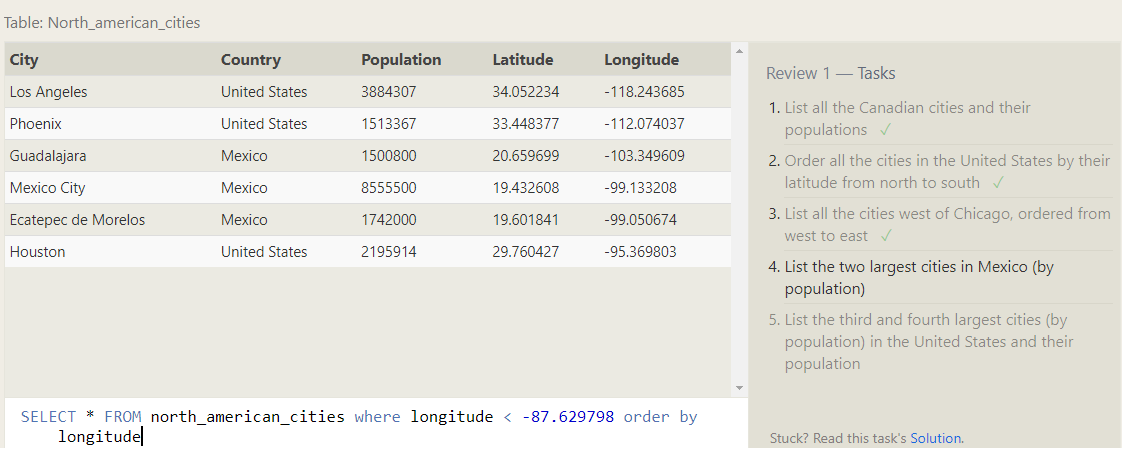 Table: North_american_cities
City Country Population Latitude Longitude
Los Angeles United States 3884307 34.052234 -118.243685
Phoenix United States 1513367 33.448377 -112.074037
Guadalajara Mexico 1500800 20.659699 -103.349609
Mexico City Mexico 8555500 19.432608 -99.133208
Ecatepec de Morelos Mexico 1742000 19.601841 -99.050674
Houston United States 2195914 29.760427 -95.369803
SELECT * FROM north_american_cities where longitude < -87.629798 order by
longitude
Review 1 — Tasks
1. List all the Canadian cities and their
populations ✓
2. Order all the cities in the United States by their
latitude from north to south ✓
3. List all the cities west of Chicago, ordered from
west to east ✓
4. List the two largest cities in Mexico (by
population)
5. List the third and fourth largest cities (by
population) in the United States and their
population
Stuck? Read this task's Solution.